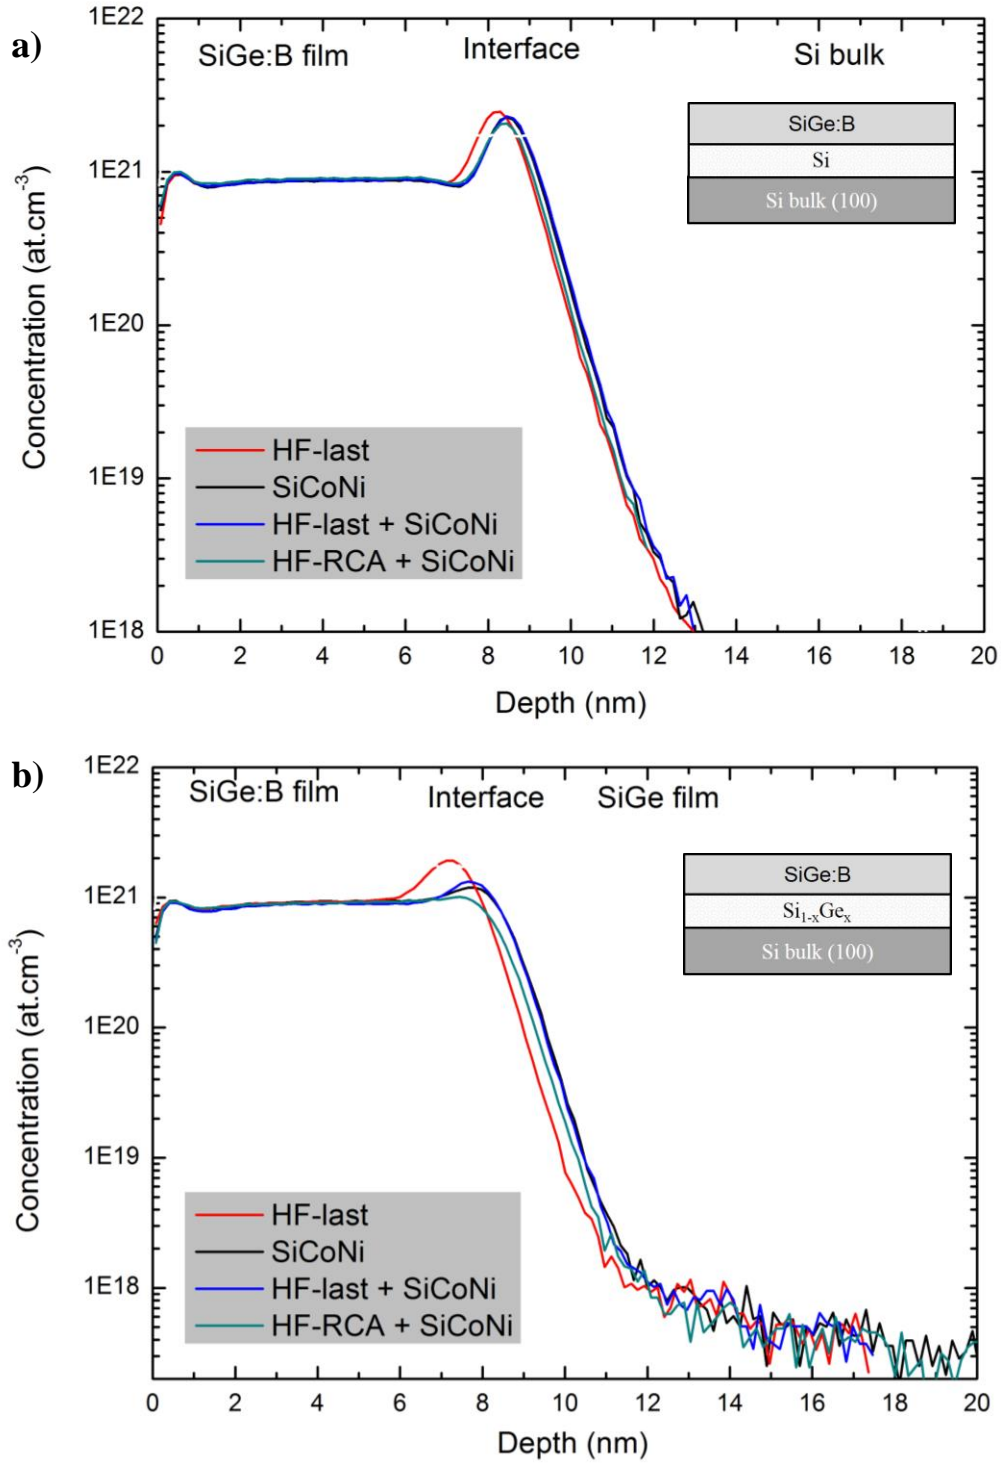 a)
SiGe:B film Interface Si bulk
Concentration (at.cm-3)
1E22
1E21
1E20
1E19
1E18
SiGe:B
Si
Si bulk (100)
HF-last
SiCoNi
HF-last + SiCoNi
HF-RCA + SiCoNi
0 2 4 6 8 10 12 14 16 18 20
Depth (nm)
b)
SiGe:B film Interface SiGe film
Concentration (at.cm-3)
1E22
1E21
1E20
1E19
1E18
SiGe:B
Si1-xGex
Si bulk (100)
HF-last
SiCoNi
HF-last + SiCoNi
HF-RCA + SiCoNi
0 2 4 6 8 10 12 14 16 18 20
Depth (nm)